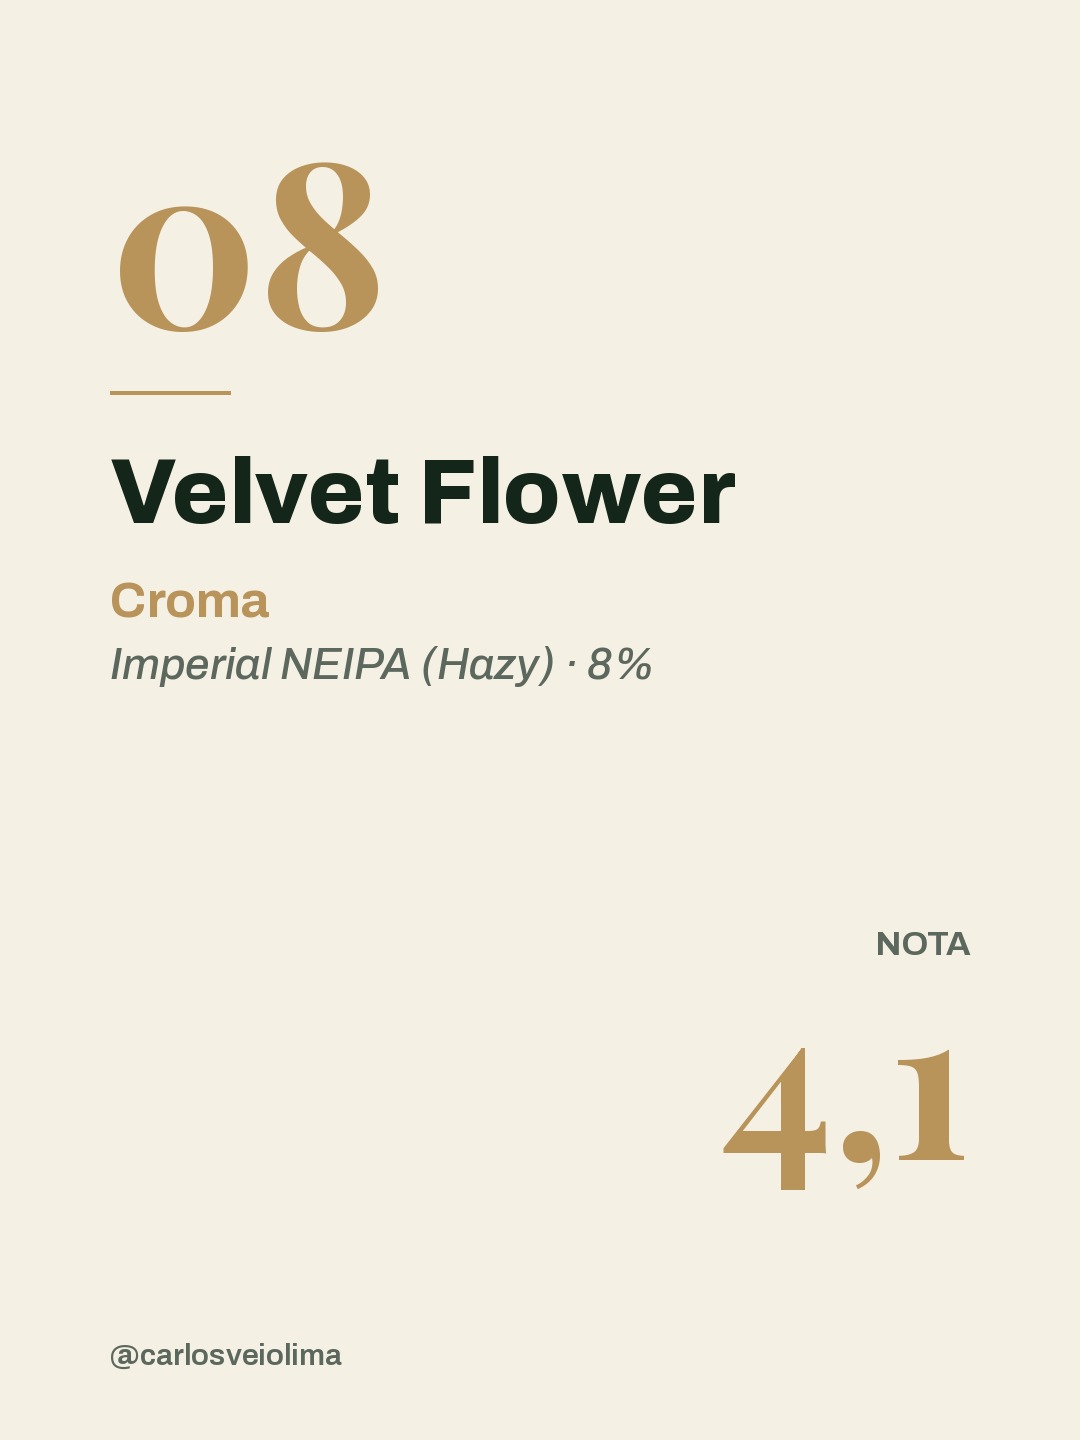 08
Velvet Flower
Croma
Imperial NEIPA (Hazy) · 8%
NOTA
4,1
@carlosveiolima